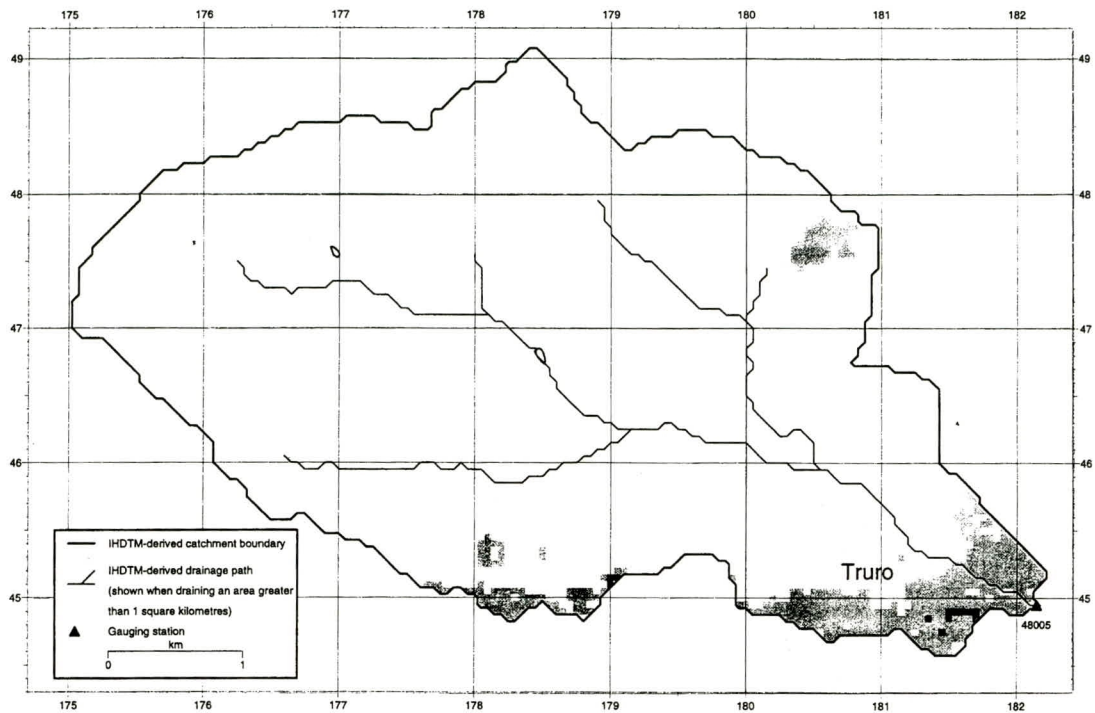 175 176 177 178 179 180 181 182
49 49
48 48
47 47
46 46
45 45
Truro
48005
IHDTM-derived catchment boundary
IHDTM-derived drainage path
(shown when draining an area greater
than 1 square kilometres)
Gauging station
km
0 1
175 176 177 178 179 180 181 182